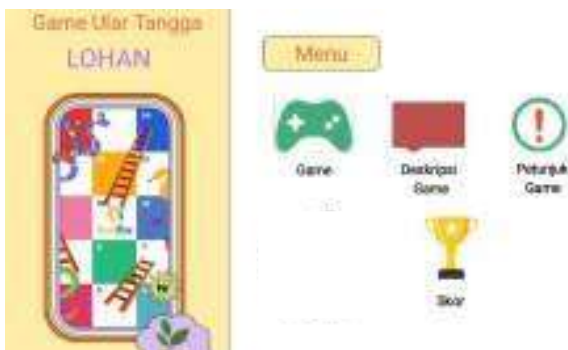 Game Ular Tangga
LOHAN
Menu
Game
Deskripsi
Game
Petunjuk
Game
Skor